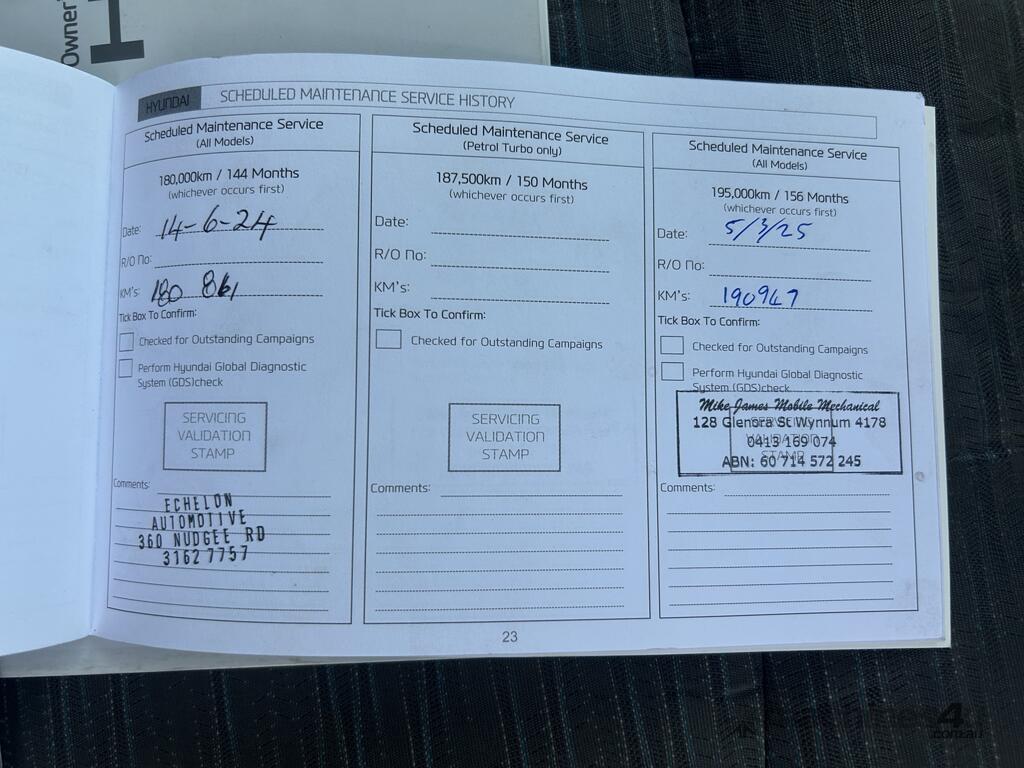 Owner'
H
HYUNDAI
SCHEDULED MAINTENANCE SERVICE HISTORY
Scheduled Maintenance Service
(All Models)
180,000km / 144 Months
(whichever occurs first)
Date: 14-6-24
R/O No:
KM's: 180 861
Tick Box To Confirm:
Checked for Outstanding Campaigns
Perform Hyundai Global Diagnostic
System (GDS)check
SERVICING
VALIDATION
STAMP
Comments:
ECHELON
AUTOMOTIVE
360 NUDGEE RD
3162 7757
Scheduled Maintenance Service
(Petrol Turbo only)
187,500km / 150 Months
(whichever occurs first)
Date:
R/O No:
KM's:
Tick Box To Confirm:
Checked for Outstanding Campaigns
SERVICING
VALIDATION
STAMP
Comments:
Scheduled Maintenance Service
(All Models)
195,000km / 156 Months
(whichever occurs first)
Date: 5/3/25
R/O No:
KM's: 190947
Tick Box To Confirm:
Checked for Outstanding Campaigns
Perform Hyundai Global Diagnostic
System (GDS)check
Mike James Mobile Mechanical
128 Glenora St Wynnum 4178
0413 169 074
ABN: 60 714 572 245
SERVICING
VALIDATION
STAMP
Comments:
23
4
.com.au